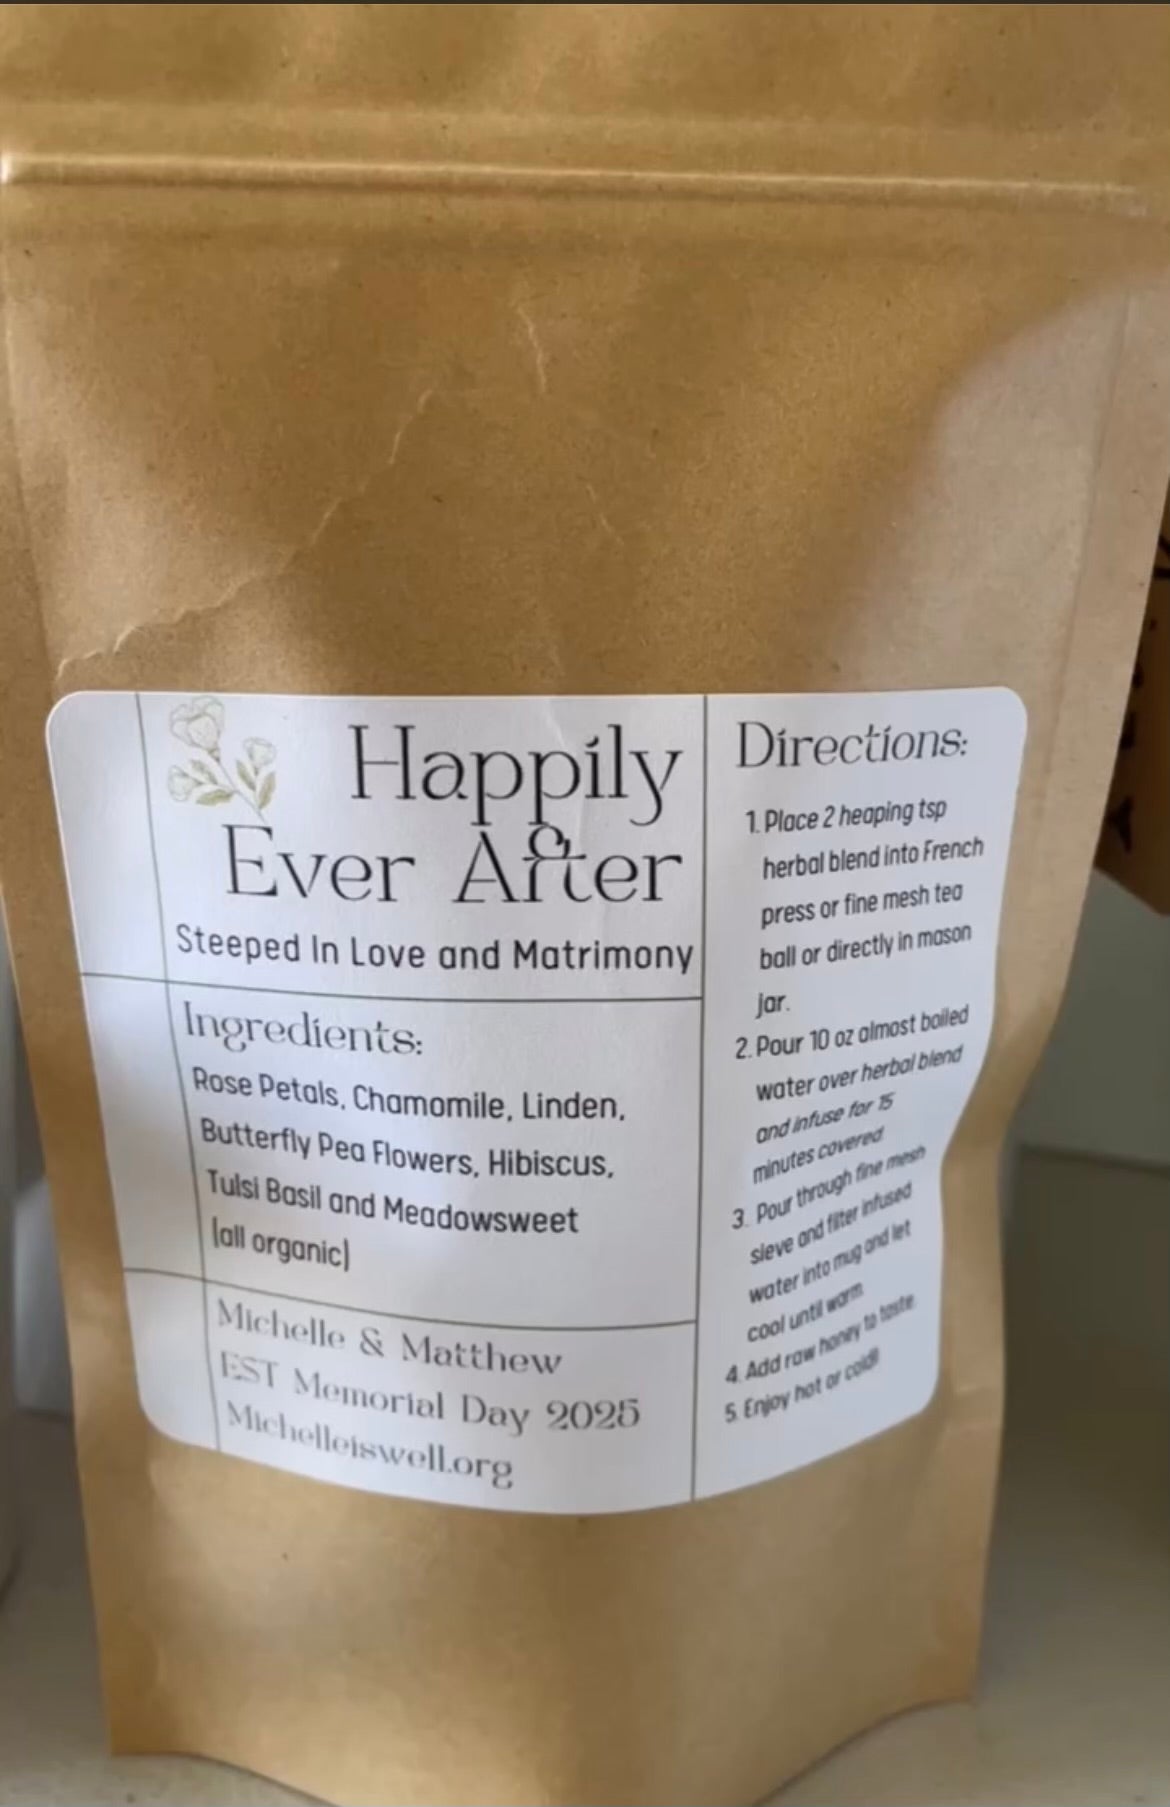 Happily
Ever After
Steeped In Love and Matrimony
Ingredients:
Rose Petals, Chamomile, Linden,
Butterfly Pea Flowers, Hibiscus,
Tulsi Basil and Meadowsweet
(all organic)
Michelle & Matthew
EST Memorial Day 2025
Michelleiswell.org
Directions:
1. Place 2 heaping tsp
herbal blend into French
press or fine mesh tea
ball or directly in mason
jar.
2. Pour 10 oz almost boiled
water over herbal blend
and infuse for 15
minutes covered.
3. Pour through fine mesh
sieve and filter infused
water into mug and let
cool until warm.
4. Add raw honey to taste.
5. Enjoy hot or cold!